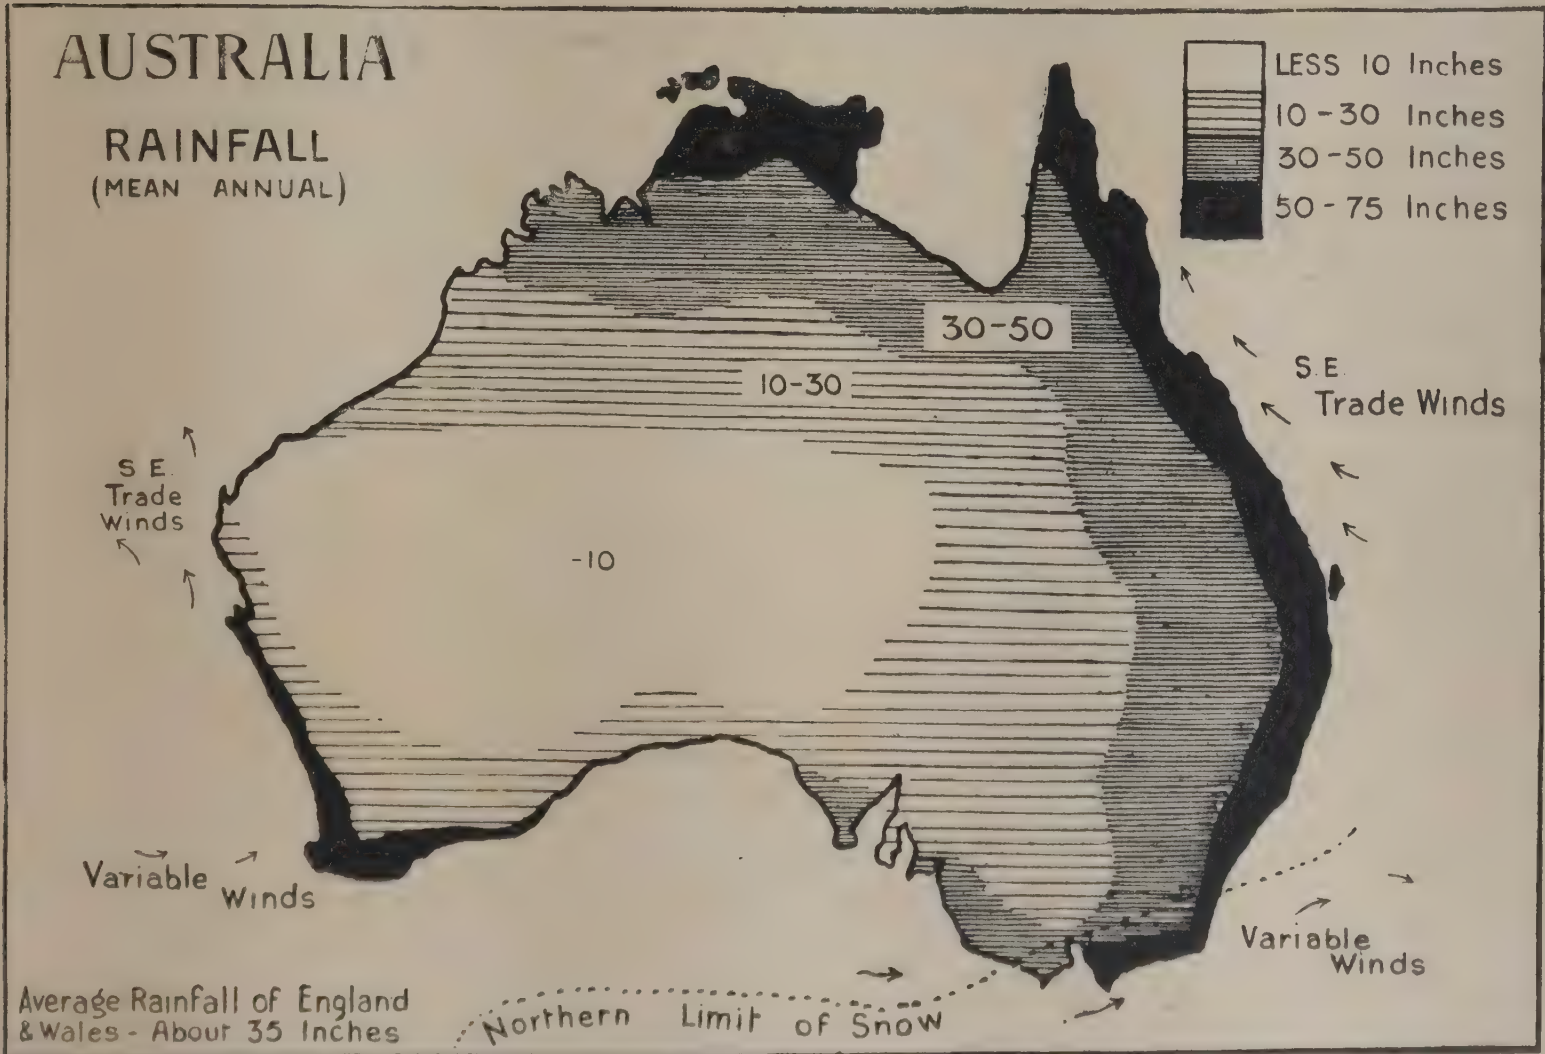 AUSTRALIA
RAINFALL
(MEAN ANNUAL)
LESS 10 Inches
10-30 Inches
30-50 Inches
50-75 Inches
30-50
10-30
S.E.
Trade Winds
S E.
Trade
Winds
-10
Variable
Winds
Variable
Winds
Average Rainfall of England
& Wales - About 35 Inches
Northern Limit of Snow